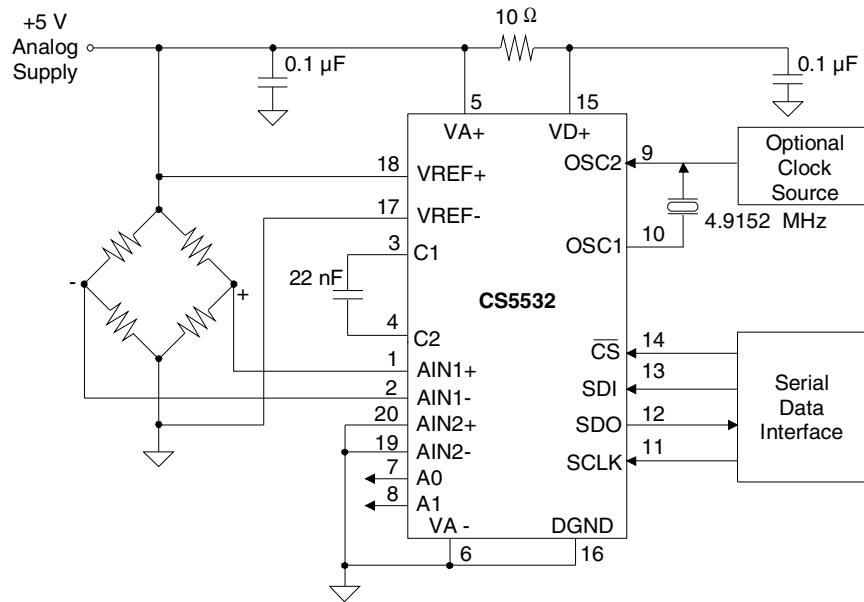 +5 V
Analog
Supply
10 Ω
0.1 µF
0.1 µF
5
15
VA+
VD+
18
VREF+
17
VREF-
3
C1
22 nF
4
C2
1
AIN1+
2
AIN1-
20
AIN2+
19
AIN2-
7
A0
8
A1
VA -
6
DGND
16
CS5532
OSC2
9
Optional
Clock
Source
4.9152 MHz
OSC1
10
CS
14
SDI
13
SDO
12
SCLK
11
Serial
Data
Interface
-
+